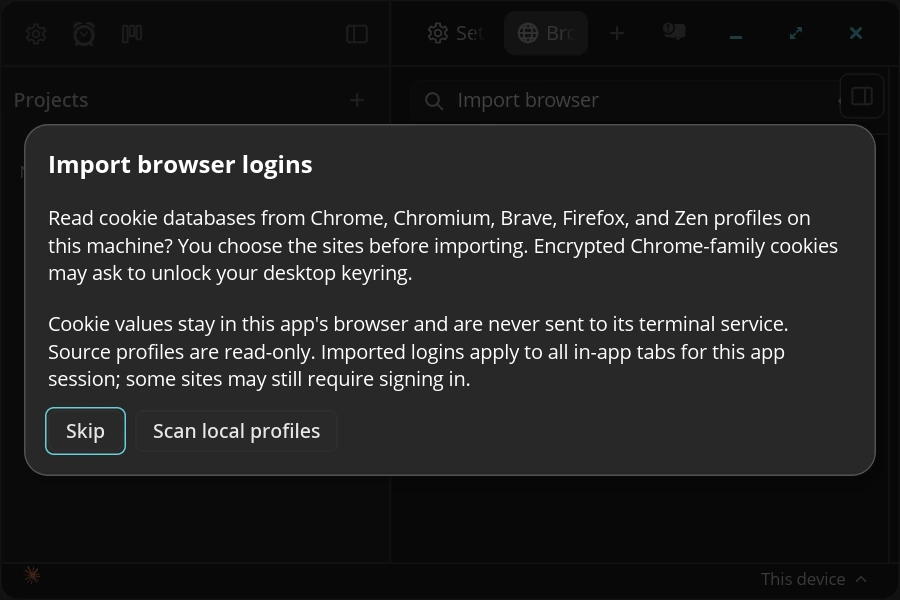 Set
Bro
Projects
Import browser
Import browser logins
Read cookie databases from Chrome, Chromium, Brave, Firefox, and Zen profiles on
this machine? You choose the sites before importing. Encrypted Chrome-family cookies
may ask to unlock your desktop keyring.
Cookie values stay in this app's browser and are never sent to its terminal service.
Source profiles are read-only. Imported logins apply to all in-app tabs for this app
session; some sites may still require signing in.
Skip
Scan local profiles
This device